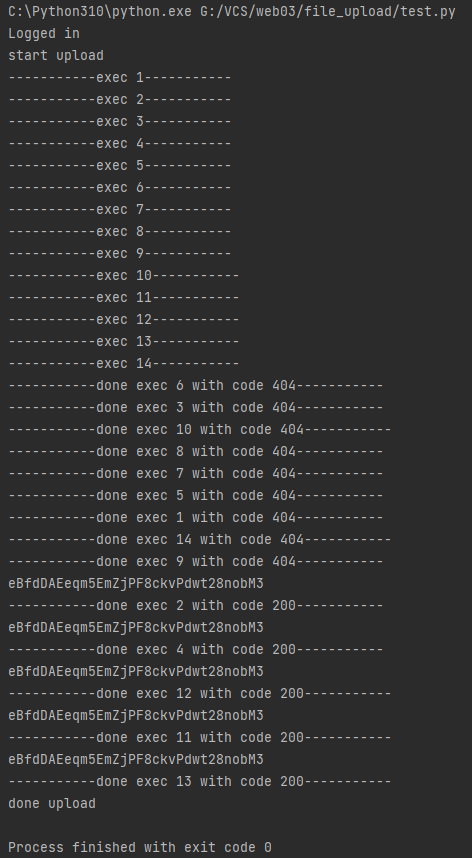 C:\Python310\python.exe G:/VCS/web03/file_upload/test.py
Logged in
start upload
-----------exec 1-----------
-----------exec 2-----------
-----------exec 3-----------
-----------exec 4-----------
-----------exec 5-----------
-----------exec 6-----------
-----------exec 7-----------
-----------exec 8-----------
-----------exec 9-----------
-----------exec 10-----------
-----------exec 11-----------
-----------exec 12-----------
-----------exec 13-----------
-----------exec 14-----------
-----------done exec 6 with code 404-----------
-----------done exec 3 with code 404-----------
-----------done exec 10 with code 404-----------
-----------done exec 8 with code 404-----------
-----------done exec 7 with code 404-----------
-----------done exec 5 with code 404-----------
-----------done exec 1 with code 404-----------
-----------done exec 14 with code 404-----------
-----------done exec 9 with code 404-----------
eBfdDAEeqm5EmZjPF8ckvPdwt28nobM3
-----------done exec 2 with code 200-----------
eBfdDAEeqm5EmZjPF8ckvPdwt28nobM3
-----------done exec 4 with code 200-----------
eBfdDAEeqm5EmZjPF8ckvPdwt28nobM3
-----------done exec 12 with code 200-----------
eBfdDAEeqm5EmZjPF8ckvPdwt28nobM3
-----------done exec 11 with code 200-----------
eBfdDAEeqm5EmZjPF8ckvPdwt28nobM3
-----------done exec 13 with code 200-----------
done upload
Process finished with exit code 0